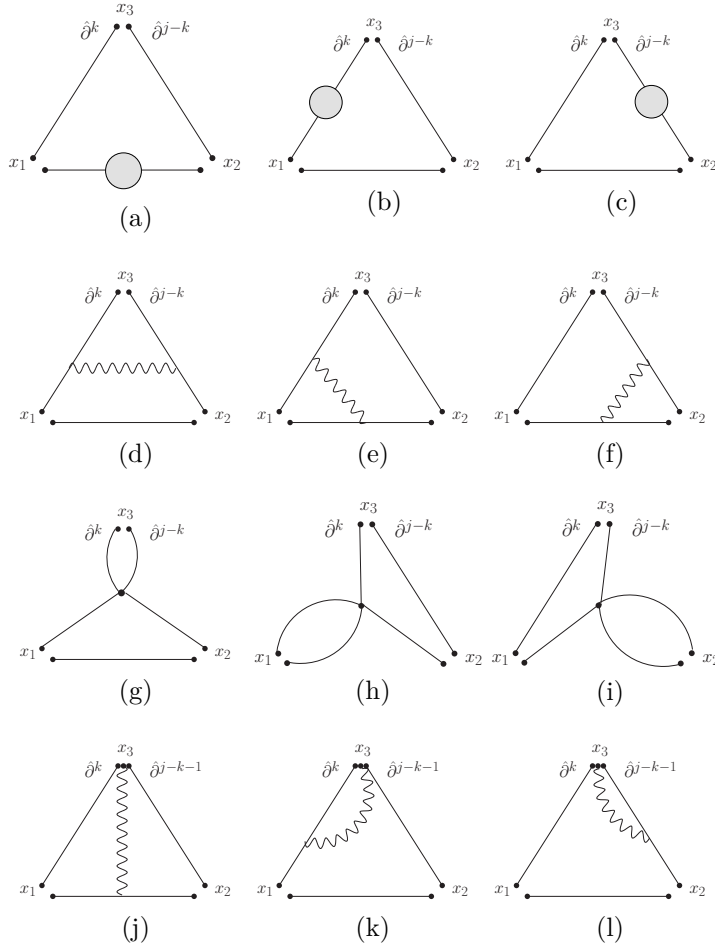 x₃ x₃ x₃
∂̂ᵏ ∂̂ʲ⁻ᵏ ∂̂ᵏ ∂̂ʲ⁻ᵏ ∂̂ᵏ ∂̂ʲ⁻ᵏ
x₁ x₂ x₁ x₂ x₁ x₂
(a) (b) (c)
x₃ x₃ x₃
∂̂ᵏ ∂̂ʲ⁻ᵏ ∂̂ᵏ ∂̂ʲ⁻ᵏ ∂̂ᵏ ∂̂ʲ⁻ᵏ
x₁ x₂ x₁ x₂ x₁ x₂
(d) (e) (f)
x₃ x₃ x₃
∂̂ᵏ ∂̂ʲ⁻ᵏ ∂̂ᵏ ∂̂ʲ⁻ᵏ ∂̂ᵏ ∂̂ʲ⁻ᵏ
x₁ x₂ x₁ x₂ x₁ x₂
(g) (h) (i)
x₃ x₃ x₃
∂̂ᵏ ∂̂ʲ⁻ᵏ⁻¹ ∂̂ᵏ ∂̂ʲ⁻ᵏ⁻¹ ∂̂ᵏ ∂̂ʲ⁻ᵏ⁻¹
x₁ x₂ x₁ x₂ x₁ x₂
(j) (k) (l)